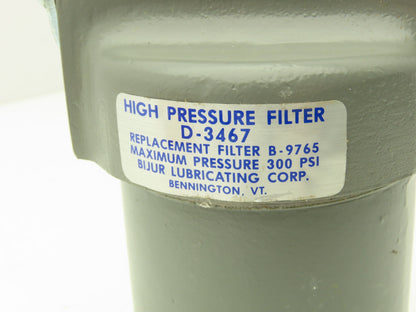 HIGH PRESSURE FILTER
D-3467
REPLACEMENT FILTER B-9765
MAXIMUM PRESSURE 300 PSI
BIJUR LUBRICATING CORP.
BENNINGTON, VT.